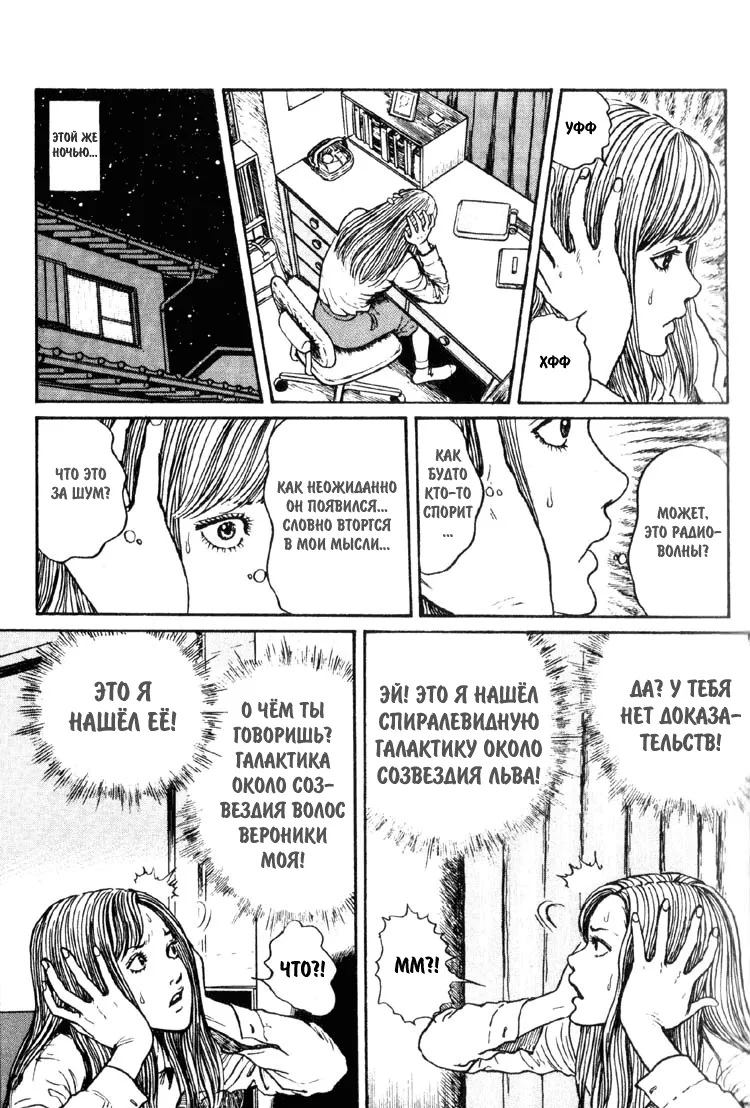 ЭТОЙ ЖЕ
НОЧЬЮ...
УФФ
ХФФ
ЧТО ЭТО
ЗА ШУМ?
КАК НЕОЖИДАННО
ОН ПОЯВИЛСЯ...
СЛОВНО ВТОРГСЯ
В МОИ МЫСЛИ...
КАК
БУДТО
КТО-ТО
СПОРИТ
...
МОЖЕТ,
ЭТО РАДИО-
ВОЛНЫ?
ЭТО Я
НАШЁЛ ЕЁ!
О ЧЁМ ТЫ
ГОВОРИШЬ?
ГАЛАКТИКА
ОКОЛО СОЗ-
ВЕЗДИЯ ВОЛОС
ВЕРОНИКИ
МОЯ!
ЧТО?!
ЭЙ! ЭТО Я НАШЁЛ
СПИРАЛЕВИДНУЮ
ГАЛАКТИКУ ОКОЛО
СОЗВЕЗДИЯ ЛЬВА!
ДА? У ТЕБЯ
НЕТ ДОКАЗА-
ТЕЛЬСТВ!
ММ?!